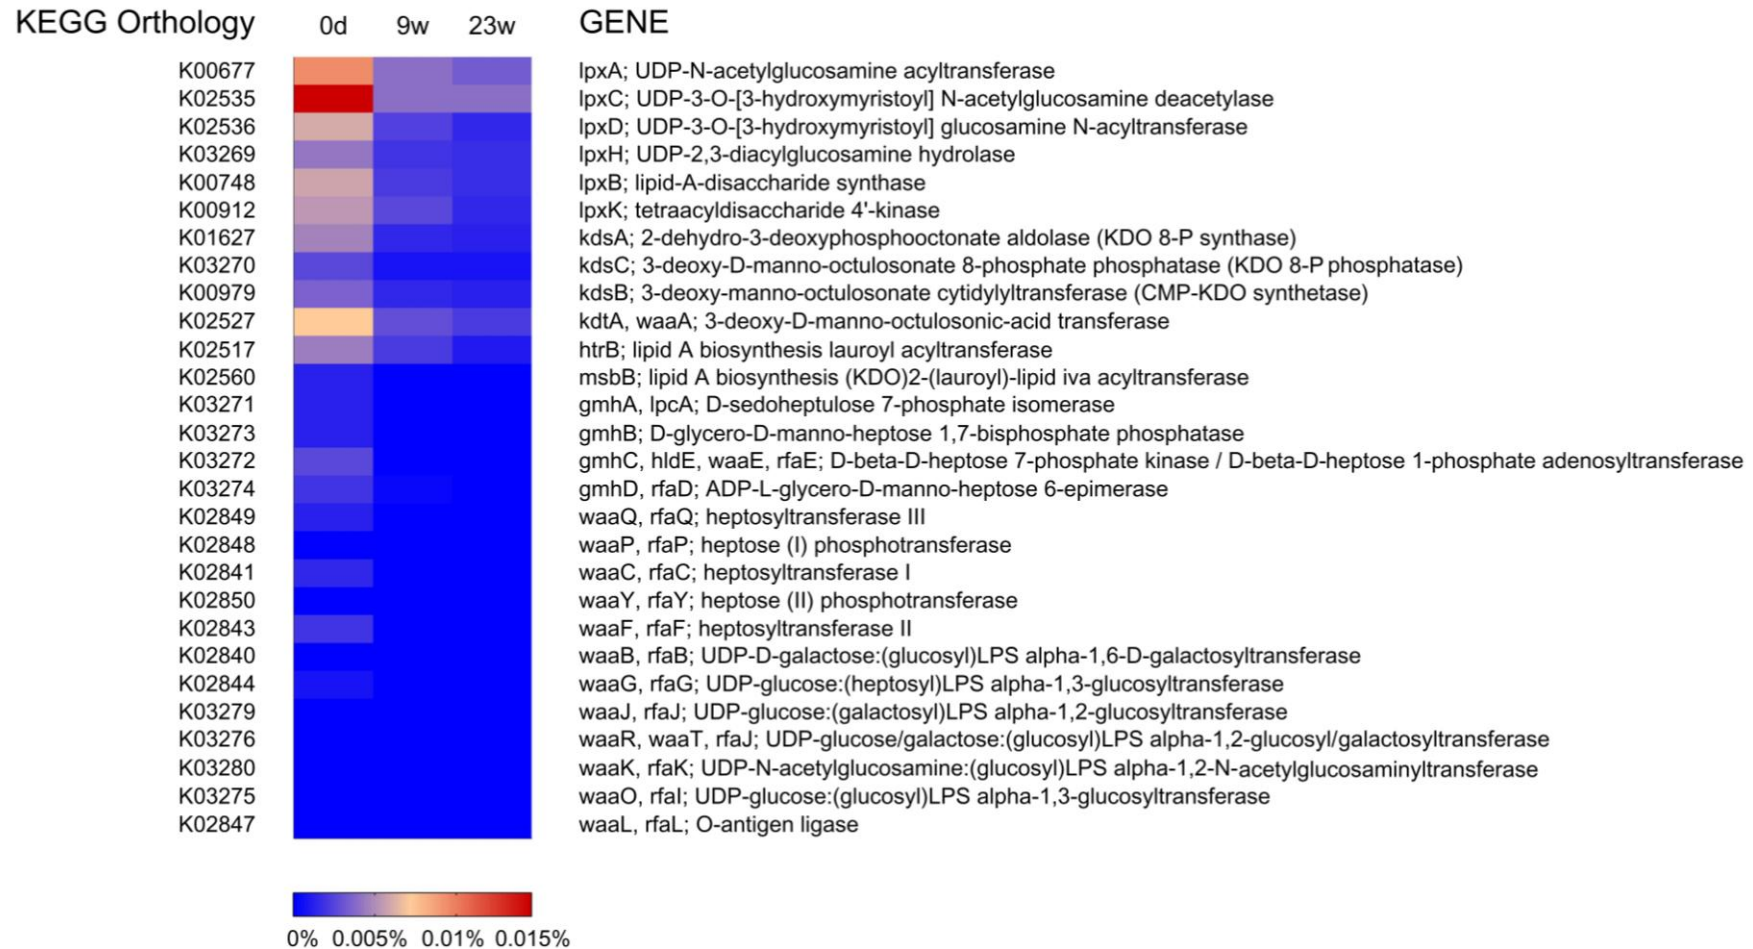 KEGG Orthology 0d 9w 23w GENE
K00677 lpxA; UDP-N-acetylglucosamine acyltransferase
K02535 lpxC; UDP-3-O-[3-hydroxymyristoyl] N-acetylglucosamine deacetylase
K02536 lpxD; UDP-3-O-[3-hydroxymyristoyl] glucosamine N-acyltransferase
K03269 lpxH; UDP-2,3-diacylglucosamine hydrolase
K00748 lpxB; lipid-A-disaccharide synthase
K00912 lpxK; tetraacyldisaccharide 4'-kinase
K01627 kdsA; 2-dehydro-3-deoxyphosphooctonate aldolase (KDO 8-P synthase)
K03270 kdsC; 3-deoxy-D-manno-octulosonate 8-phosphate phosphatase (KDO 8-P phosphatase)
K00979 kdsB; 3-deoxy-manno-octulosonate cytidylyltransferase (CMP-KDO synthetase)
K02527 kdtA, waaA; 3-deoxy-D-manno-octulosonic-acid transferase
K02517 htrB; lipid A biosynthesis lauroyl acyltransferase
K02560 msbB; lipid A biosynthesis (KDO)2-(lauroyl)-lipid iva acyltransferase
K03271 gmhA, lpcA; D-sedoheptulose 7-phosphate isomerase
K03273 gmhB; D-glycero-D-manno-heptose 1,7-bisphosphate phosphatase
K03272 gmhC, hldE, waaE, rfaE; D-beta-D-heptose 7-phosphate kinase / D-beta-D-heptose 1-phosphate adenosyltransferase
K03274 gmhD, rfaD; ADP-L-glycero-D-manno-heptose 6-epimerase
K02849 waaQ, rfaQ; heptosyltransferase III
K02848 waaP, rfaP; heptose (I) phosphotransferase
K02841 waaC, rfaC; heptosyltransferase I
K02850 waaY, rfaY; heptose (II) phosphotransferase
K02843 waaF, rfaF; heptosyltransferase II
K02840 waaB, rfaB; UDP-D-galactose:(glucosyl)LPS alpha-1,6-D-galactosyltransferase
K02844 waaG, rfaG; UDP-glucose:(heptosyl)LPS alpha-1,3-glucosyltransferase
K03279 waaJ, rfaJ; UDP-glucose:(galactosyl)LPS alpha-1,2-glucosyltransferase
K03276 waaR, waaT, rfaJ; UDP-glucose/galactose:(glucosyl)LPS alpha-1,2-glucosyl/galactosyltransferase
K03280 waaK, rfaK; UDP-N-acetylglucosamine:(glucosyl)LPS alpha-1,2-N-acetylglucosaminyltransferase
K03275 waaO, rfaI; UDP-glucose:(glucosyl)LPS alpha-1,3-glucosyltransferase
K02847 waaL, rfaL; O-antigen ligase
0% 0.005% 0.01% 0.015%